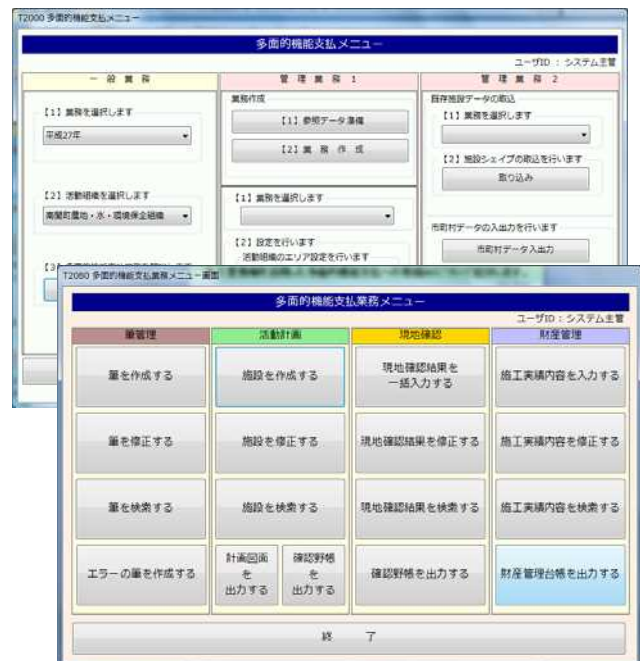 T2000 多面的機能支払メニュー
多面的機能支払メニュー
ユーザID : システム主管
一 般 業 務
管 理 業 務 1
管 理 業 務 2
【1】業務を選択します
平成27年
【2】活動組織を選択します
南関町農地・水・環境保全組織
業務作成
【1】参照データ準備
【2】業 務 作 成
【1】業務を選択します
【2】設定を行います
活動組織のエリア設定を行います
既存施設データの取込
【1】業務を選択します
【2】施設シェイプの取込を行います
取り込み
市町村データの入出力を行います
市町村データ入出力
T2080 多面的機能支払業務メニュー画面
多面的機能支払業務メニュー
ユーザID : システム主管
筆管理
活動計画
現地確認
財産管理
筆を作成する
施設を作成する
現地確認結果を
一括入力する
施工実績内容を入力する
筆を修正する
施設を修正する
現地確認結果を修正する
施工実績内容を修正する
筆を検索する
施設を検索する
現地確認結果を検索する
施工実績内容を検索する
エラーの筆を作成する
計画図面
を
出力する
確認野帳
を
出力する
確認野帳を出力する
財産管理台帳を出力する
終 了